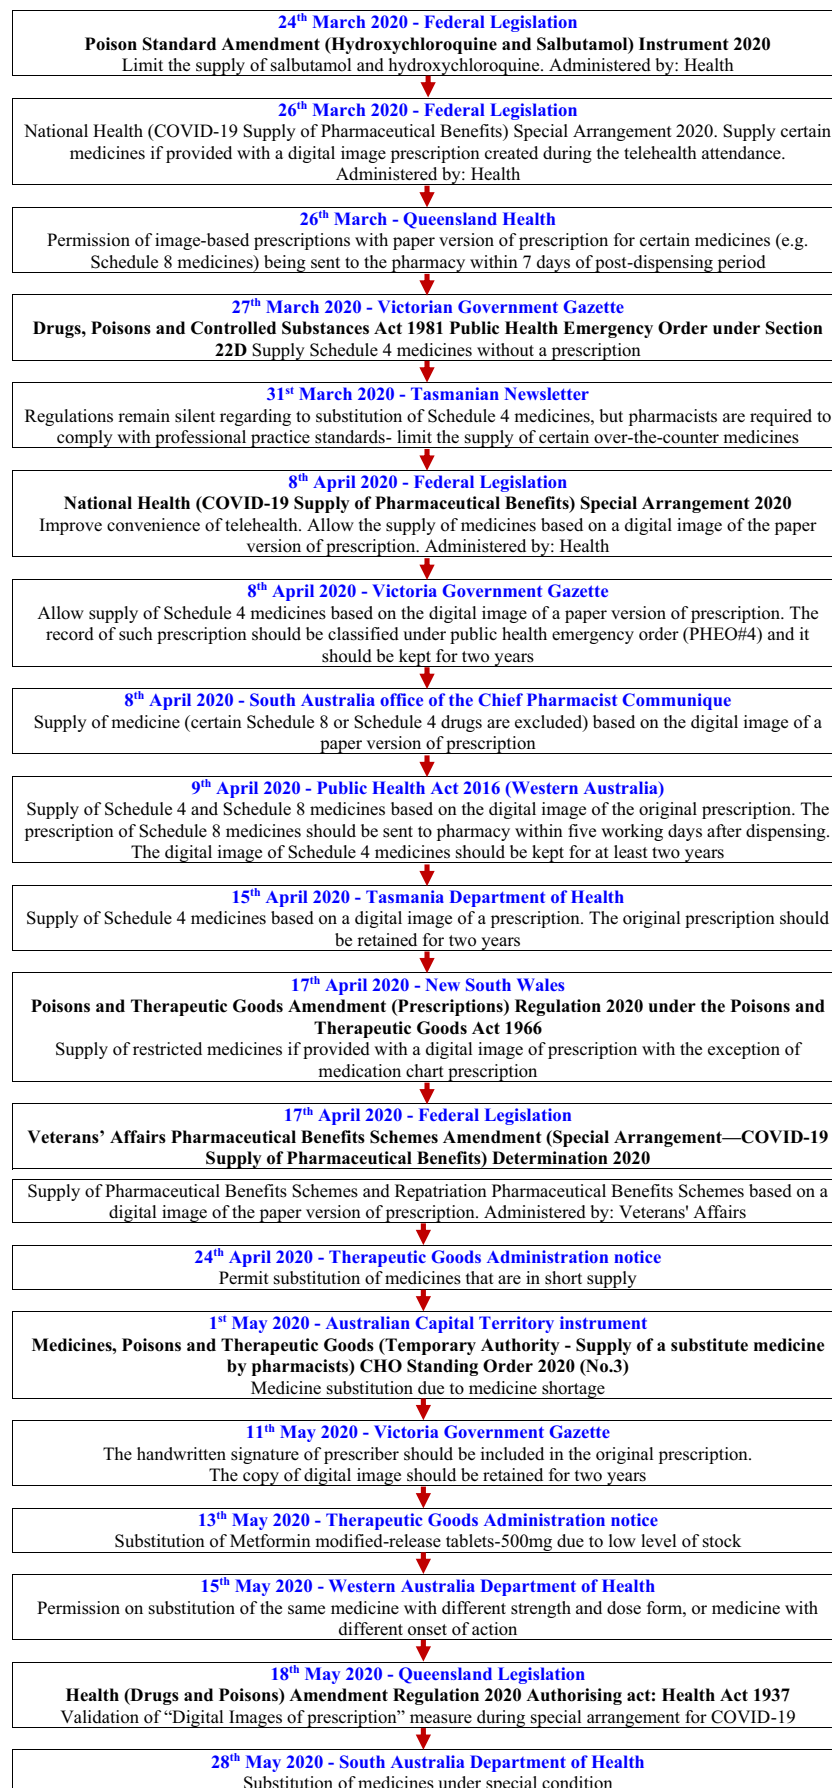 24th March 2020 - Federal Legislation
Poison Standard Amendment (Hydroxychloroquine and Salbutamol) Instrument 2020
Limit the supply of salbutamol and hydroxychloroquine. Administered by: Health
26th March 2020 - Federal Legislation
National Health (COVID-19 Supply of Pharmaceutical Benefits) Special Arrangement 2020. Supply certain
medicines if provided with a digital image prescription created during the telehealth attendance.
Administered by: Health
26th March - Queensland Health
Permission of image-based prescriptions with paper version of prescription for certain medicines (e.g.
Schedule 8 medicines) being sent to the pharmacy within 7 days of post-dispensing period
27th March 2020 - Victorian Government Gazette
Drugs, Poisons and Controlled Substances Act 1981 Public Health Emergency Order under Section
22D Supply Schedule 4 medicines without a prescription
31st March 2020 - Tasmanian Newsletter
Regulations remain silent regarding to substitution of Schedule 4 medicines, but pharmacists are required to
comply with professional practice standards- limit the supply of certain over-the-counter medicines
8th April 2020 - Federal Legislation
National Health (COVID-19 Supply of Pharmaceutical Benefits) Special Arrangement 2020
Improve convenience of telehealth. Allow the supply of medicines based on a digital image of the paper
version of prescription. Administered by: Health
8th April 2020 - Victoria Government Gazette
Allow supply of Schedule 4 medicines based on the digital image of a paper version of prescription. The
record of such prescription should be classified under public health emergency order (PHEO#4) and it
should be kept for two years
8th April 2020 - South Australia office of the Chief Pharmacist Communique
Supply of medicine (certain Schedule 8 or Schedule 4 drugs are excluded) based on the digital image of a
paper version of prescription
9th April 2020 - Public Health Act 2016 (Western Australia)
Supply of Schedule 4 and Schedule 8 medicines based on the digital image of the original prescription. The
prescription of Schedule 8 medicines should be sent to pharmacy within five working days after dispensing.
The digital image of Schedule 4 medicines should be kept for at least two years
15th April 2020 - Tasmania Department of Health
Supply of Schedule 4 medicines based on a digital image of a prescription. The original prescription should
be retained for two years
17th April 2020 - New South Wales
Poisons and Therapeutic Goods Amendment (Prescriptions) Regulation 2020 under the Poisons and
Therapeutic Goods Act 1966
Supply of restricted medicines if provided with a digital image of prescription with the exception of
medication chart prescription
17th April 2020 - Federal Legislation
Veterans’ Affairs Pharmaceutical Benefits Schemes Amendment (Special Arrangement—COVID-19
Supply of Pharmaceutical Benefits) Determination 2020
Supply of Pharmaceutical Benefits Schemes and Repatriation Pharmaceutical Benefits Schemes based on a
digital image of the paper version of prescription. Administered by: Veterans' Affairs
24th April 2020 - Therapeutic Goods Administration notice
Permit substitution of medicines that are in short supply
1st May 2020 - Australian Capital Territory instrument
Medicines, Poisons and Therapeutic Goods (Temporary Authority - Supply of a substitute medicine
by pharmacists) CHO Standing Order 2020 (No.3)
Medicine substitution due to medicine shortage
11th May 2020 - Victoria Government Gazette
The handwritten signature of prescriber should be included in the original prescription.
The copy of digital image should be retained for two years
13th May 2020 - Therapeutic Goods Administration notice
Substitution of Metformin modified-release tablets-500mg due to low level of stock
15th May 2020 - Western Australia Department of Health
Permission on substitution of the same medicine with different strength and dose form, or medicine with
different onset of action
18th May 2020 - Queensland Legislation
Health (Drugs and Poisons) Amendment Regulation 2020 Authorising act: Health Act 1937
Validation of “Digital Images of prescription” measure during special arrangement for COVID-19
28th May 2020 - South Australia Department of Health
Substitution of medicines under special condition